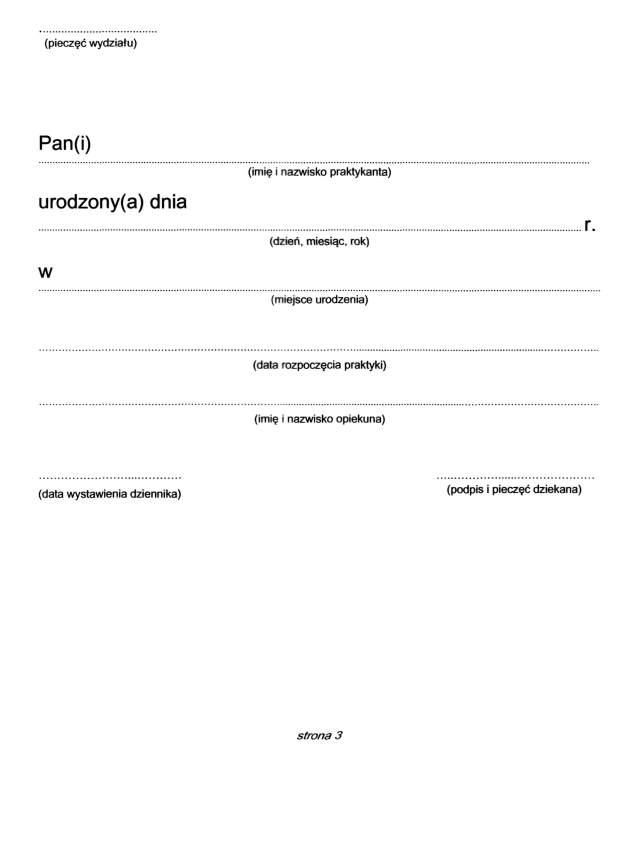 ....................................
(pieczęć wydziału)
Pan(i)
................................................................................
(imię i nazwisko praktykanta)
urodzony(a) dnia
................................................................................ r.
(dzień, miesiąc, rok)
w
................................................................................
(miejsce urodzenia)
................................................................................
(data rozpoczęcia praktyki)
................................................................................
(imię i nazwisko opiekuna)
.................................... ....................................
(data wystawienia dziennika) (podpis i pieczęć dziekana)
strona 3